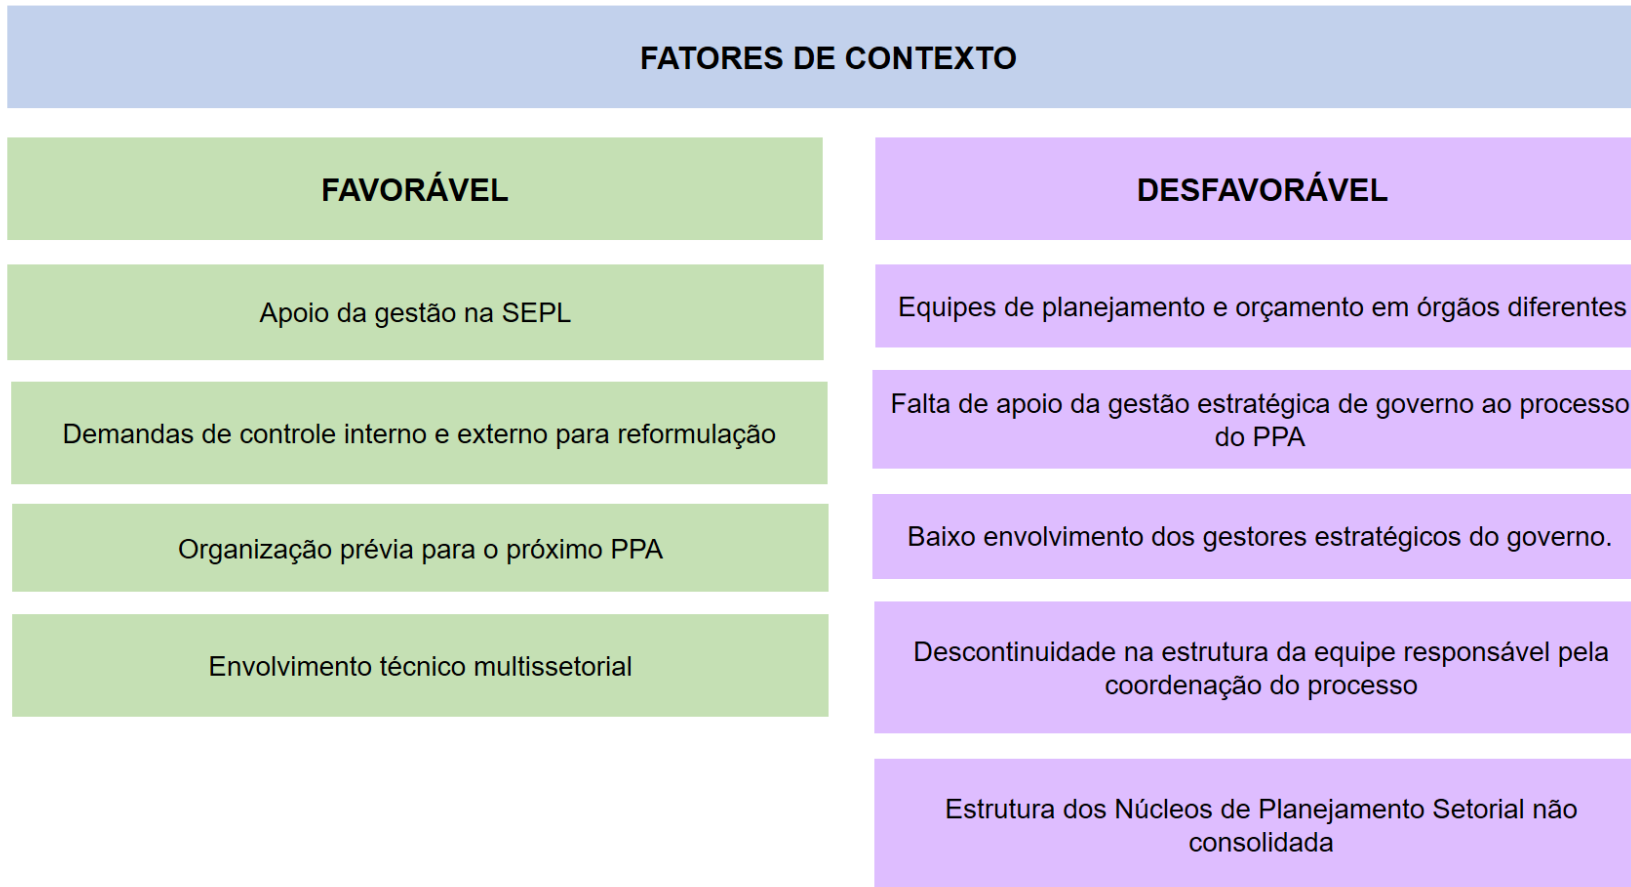 FATORES DE CONTEXTO
FAVORÁVEL
Apoio da gestão na SEPL
Demandas de controle interno e externo para reformulação
Organização prévia para o próximo PPA
Envolvimento técnico multissetorial
DESFAVORÁVEL
Equipes de planejamento e orçamento em órgãos diferentes
Falta de apoio da gestão estratégica de governo ao processo
do PPA
Baixo envolvimento dos gestores estratégicos do governo.
Descontinuidade na estrutura da equipe responsável pela
coordenação do processo
Estrutura dos Núcleos de Planejamento Setorial não
consolidada